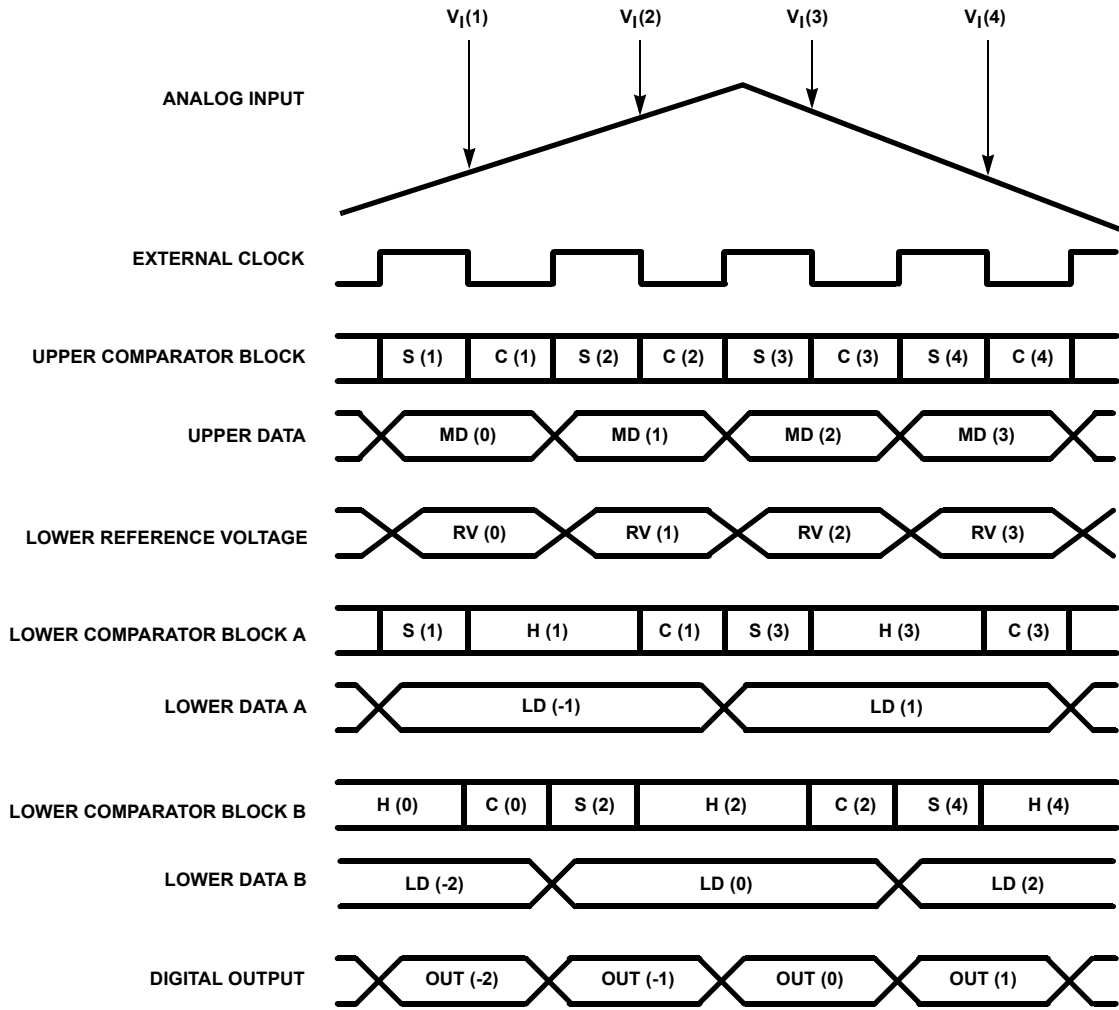 VI(1) VI(2) VI(3) VI(4)
ANALOG INPUT
EXTERNAL CLOCK
UPPER COMPARATOR BLOCK S (1) C (1) S (2) C (2) S (3) C (3) S (4) C (4)
UPPER DATA MD (0) MD (1) MD (2) MD (3)
LOWER REFERENCE VOLTAGE RV (0) RV (1) RV (2) RV (3)
LOWER COMPARATOR BLOCK A S (1) H (1) C (1) S (3) H (3) C (3)
LOWER DATA A LD (-1) LD (1)
LOWER COMPARATOR BLOCK B H (0) C (0) S (2) H (2) C (2) S (4) H (4)
LOWER DATA B LD (-2) LD (0) LD (2)
DIGITAL OUTPUT OUT (-2) OUT (-1) OUT (0) OUT (1)